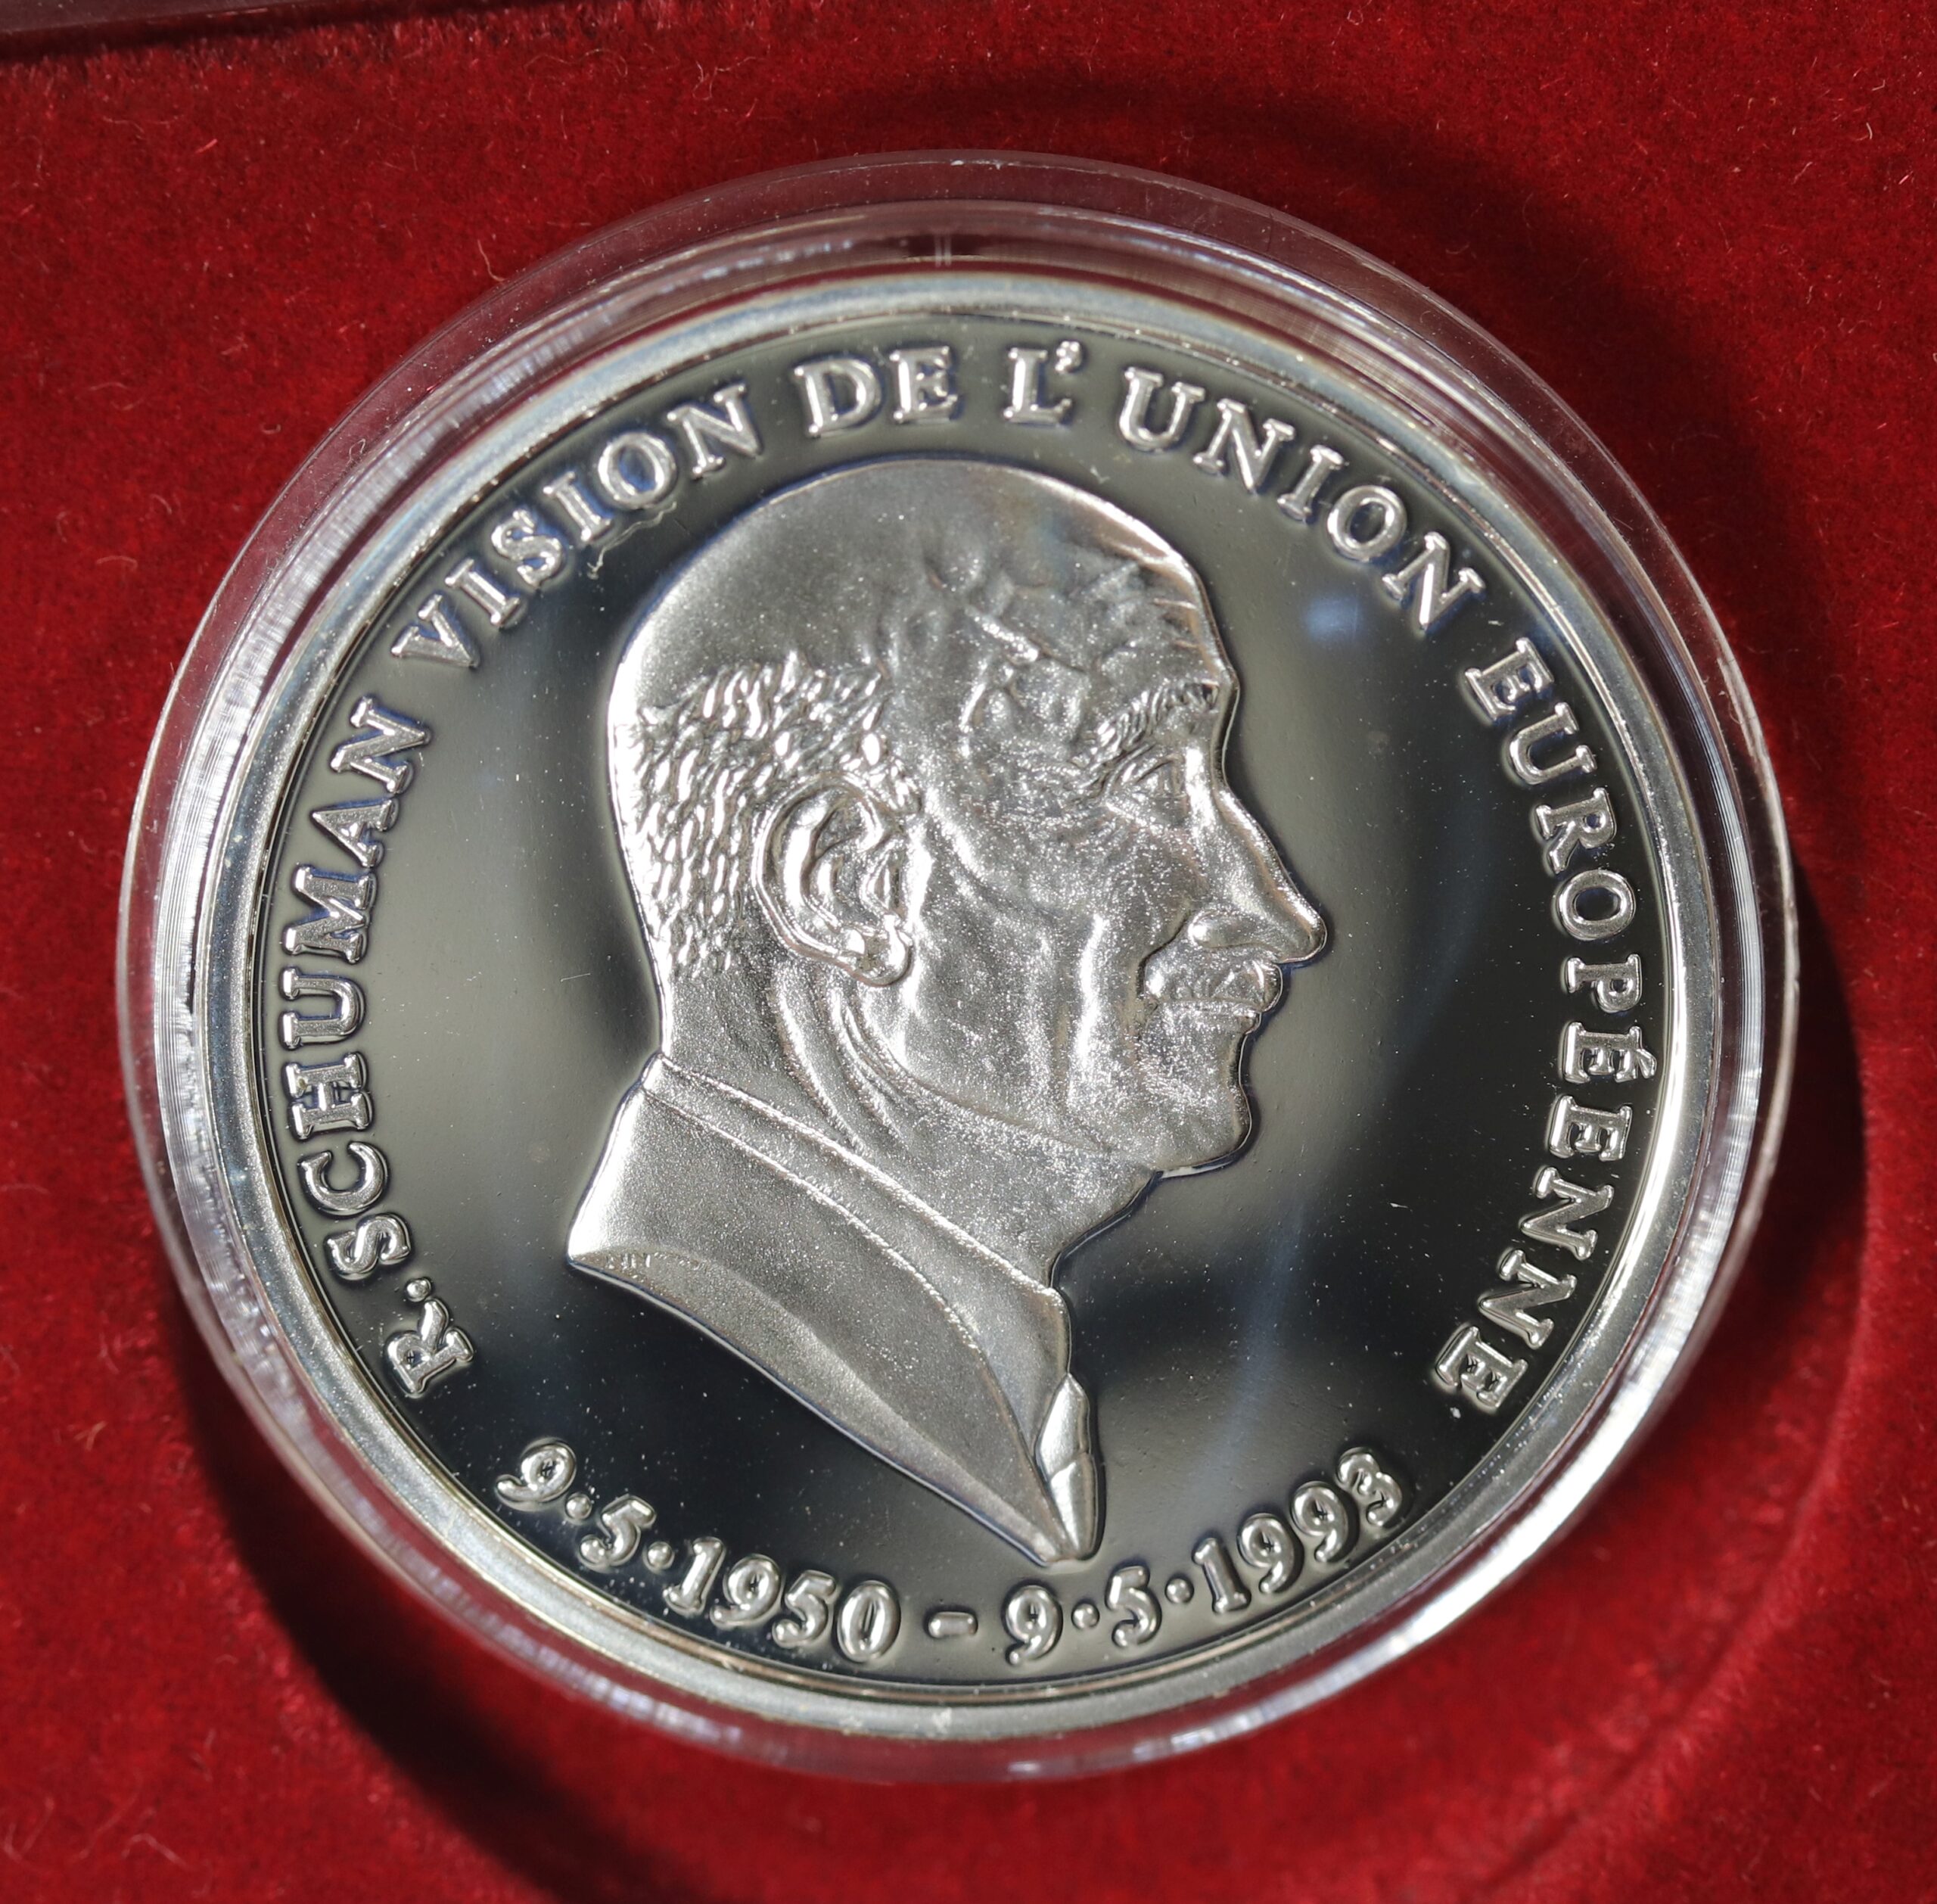 R. SCHUMAN VISION DE L'UNION EUROPÉENNE
9·5·1950 - 9·5·1993